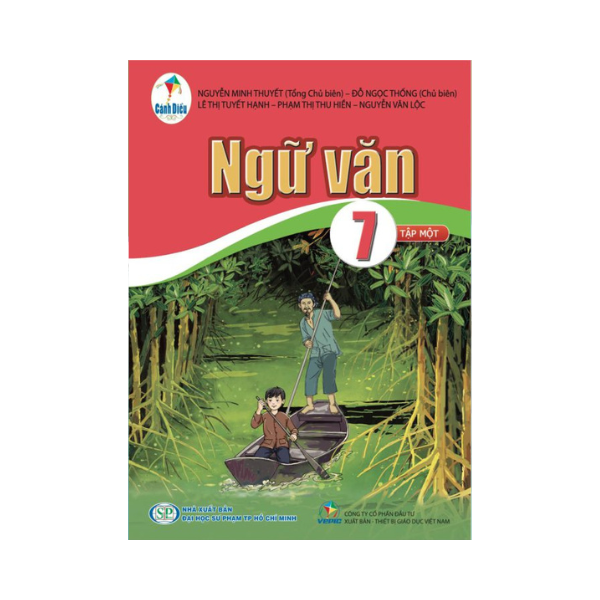 Cánh Diều
NGUYỄN MINH THUYẾT (Tổng Chủ biên) – ĐỖ NGỌC THỐNG (Chủ biên)
LÊ THỊ TUYẾT HẠNH – PHẠM THỊ THU HIỀN – NGUYỄN VĂN LỘC
Ngữ văn
7
TẬP MỘT
SP
NHÀ XUẤT BẢN
ĐẠI HỌC SƯ PHẠM TP HỒ CHÍ MINH
VEPIC
CÔNG TY CỔ PHẦN ĐẦU TƯ
XUẤT BẢN - THIẾT BỊ GIÁO DỤC VIỆT NAM